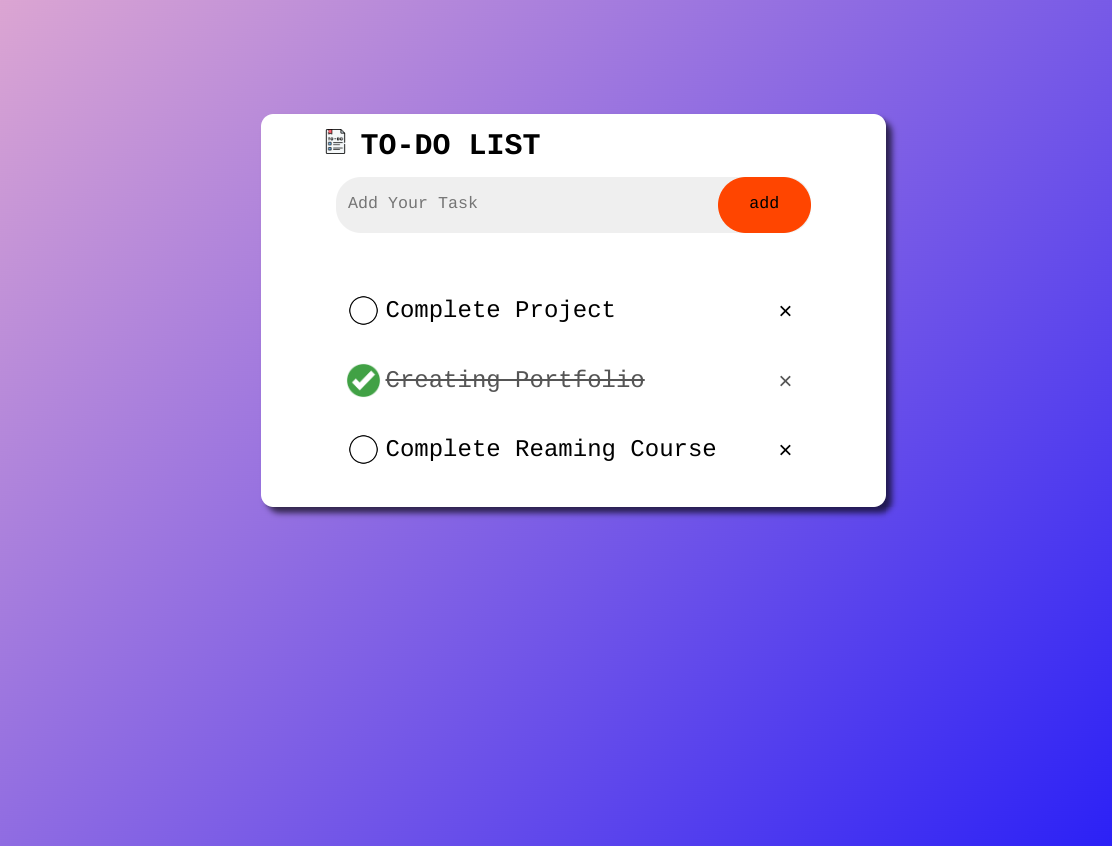 TO-DO LIST
Add Your Task
add
Complete Project
×
Creating Portfolio
×
Complete Reaming Course
×